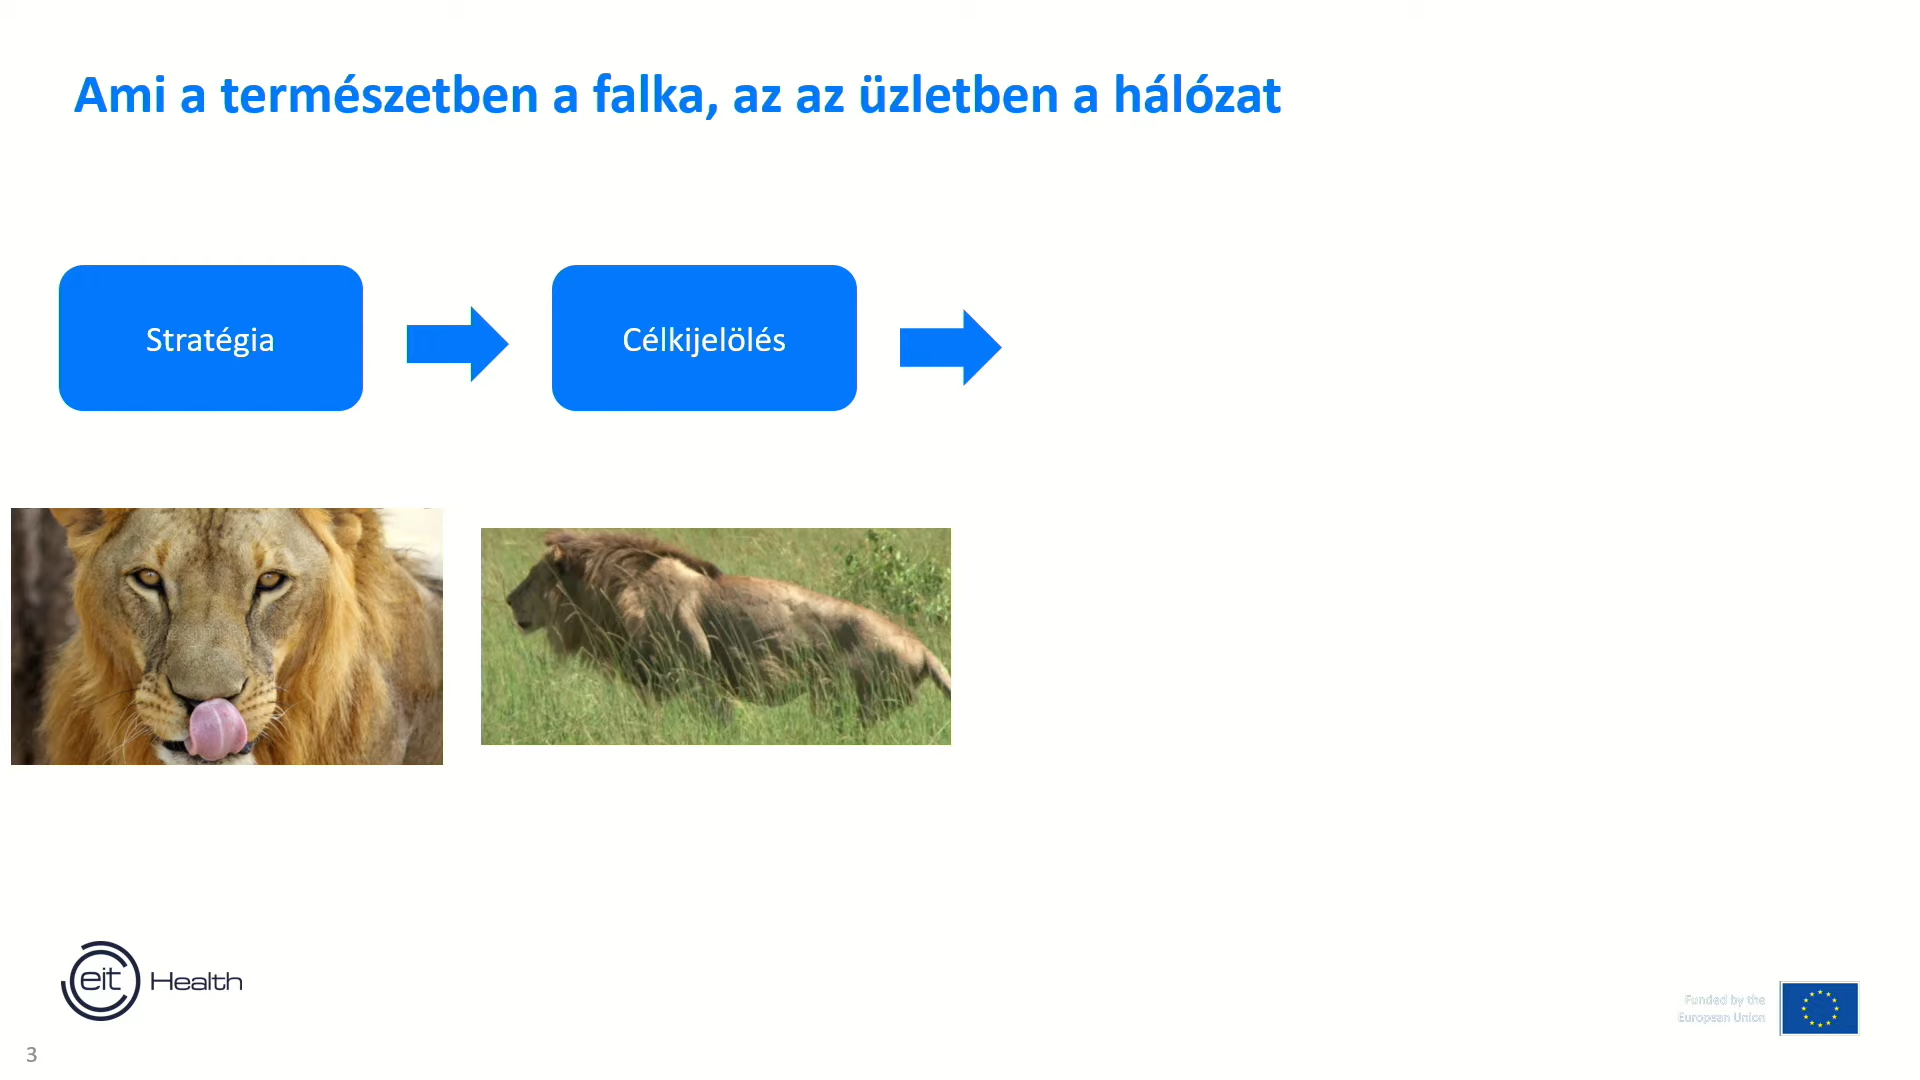 Ami a természetben a falka, az az üzletben a hálózat
Stratégia
Célkijelölés
eit Health
Funded by the
European Union
3